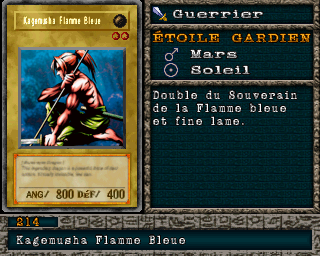 Kagemusha Flamme Bleue
ANG/ 800 DÉF/ 400
Guerrier
ÉTOILE GARDIEN
♂ Mars
☉ Soleil
Double du Souverain
de la Flamme bleue
et fine lame.
214
Kagemusha Flamme Bleue